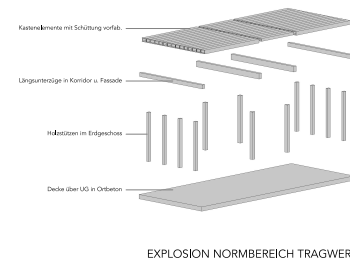 Kastenelemente mit Schüttung vorfab.
Längsunterzüge in Korridor u. Fassade
Holzstützen im Erdgeschoss
Decke über UG in Ortbeton
EXPLOSION NORMBEREICH TRAGWER